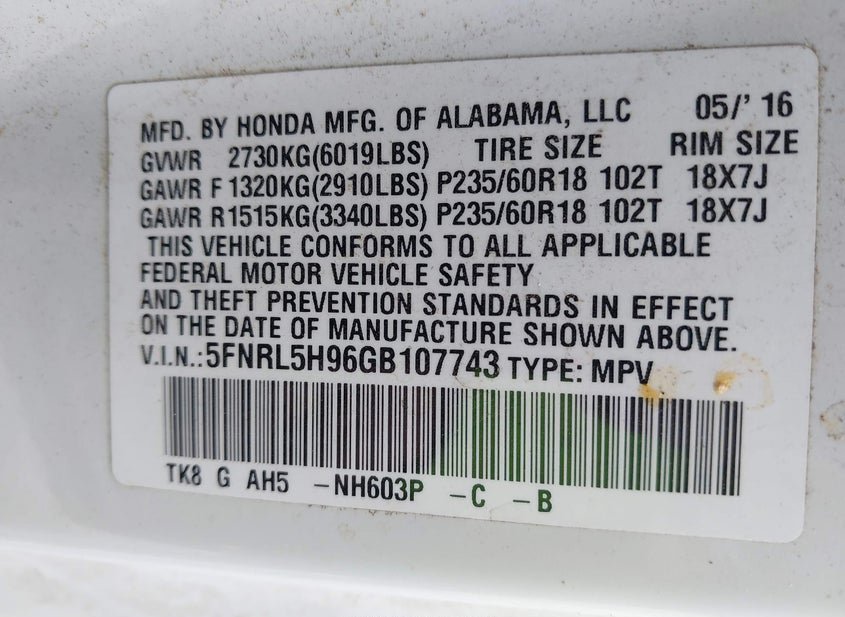 MFD. BY HONDA MFG. OF ALABAMA, LLC 05/' 16
GVWR 2730KG(6019LBS) TIRE SIZE RIM SIZE
GAWR F 1320KG(2910LBS) P235/60R18 102T 18X7J
GAWR R1515KG(3340LBS) P235/60R18 102T 18X7J
THIS VEHICLE CONFORMS TO ALL APPLICABLE
FEDERAL MOTOR VEHICLE SAFETY
AND THEFT PREVENTION STANDARDS IN EFFECT
ON THE DATE OF MANUFACTURE SHOWN ABOVE.
V.I.N.:5FNRL5H96GB107743 TYPE: MPV
TK8 G AH5 -NH603P -C -B